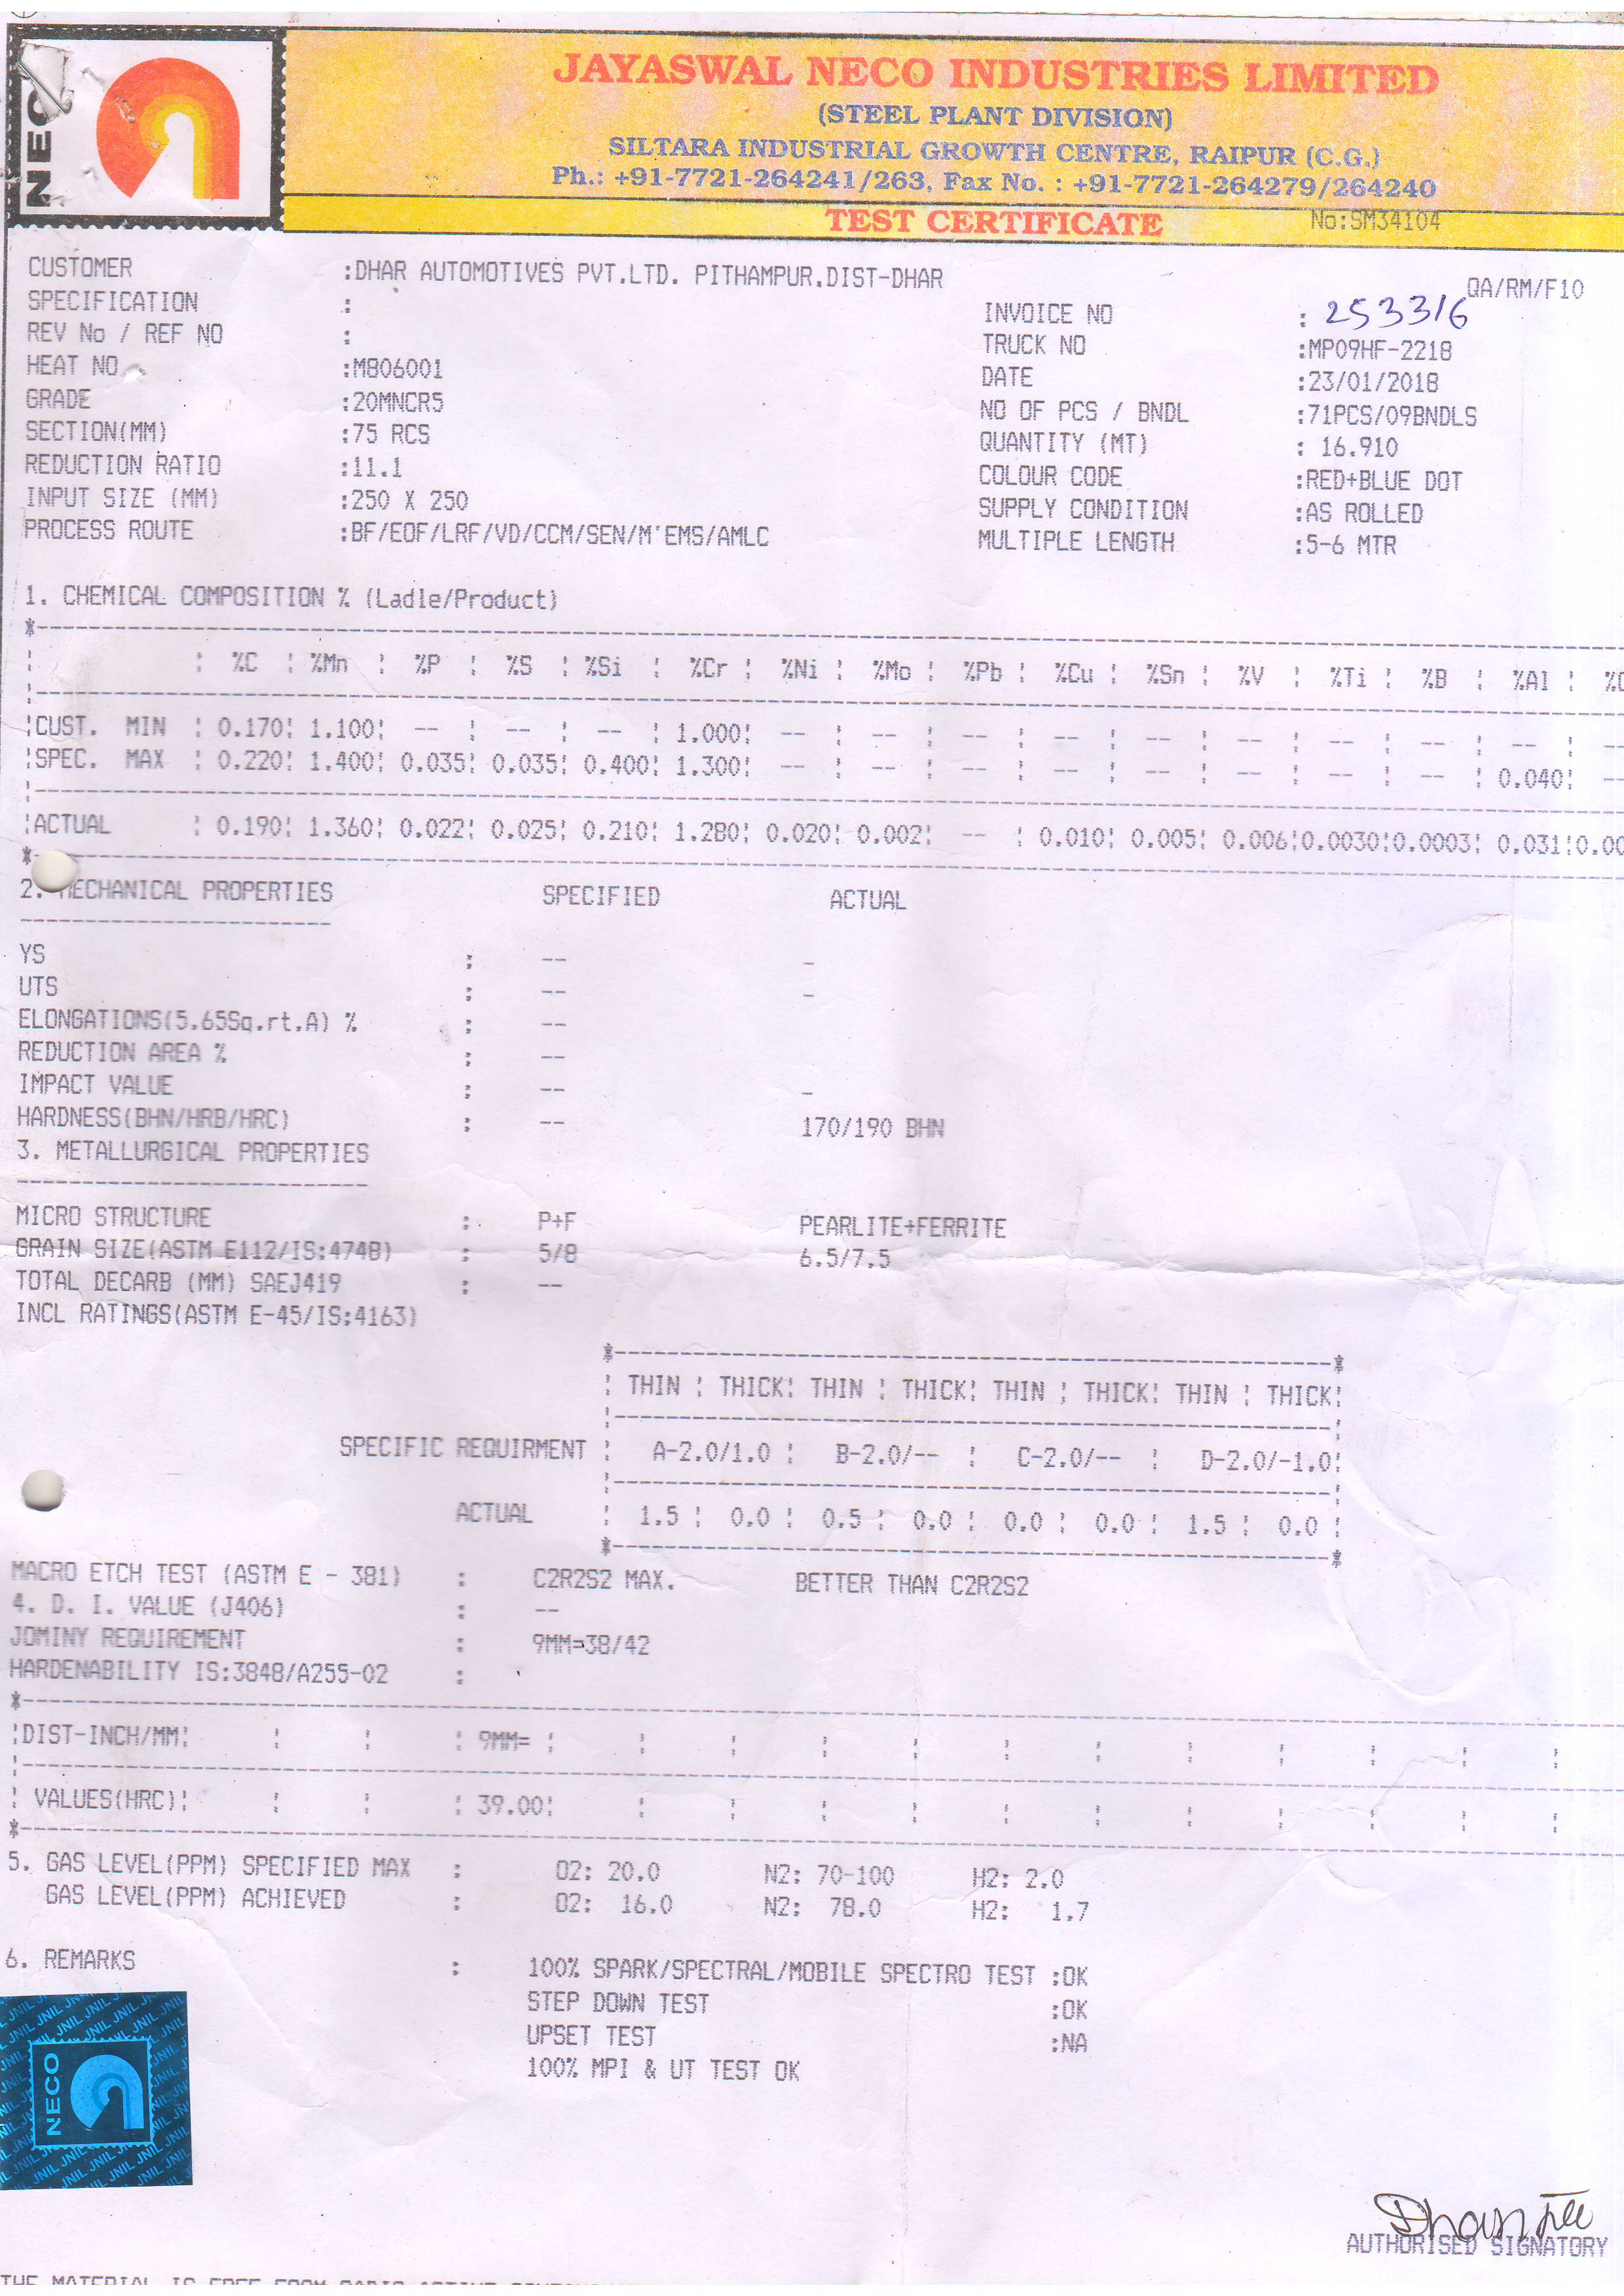 NECO
JAYASWAL NECO INDUSTRIES LIMITED
(STEEL PLANT DIVISION)
SILTARA INDUSTRIAL GROWTH CENTRE, RAIPUR (C.G.)
Ph.: +91-7721-264241/263, Fax No. : +91-7721-264279/264240
TEST CERTIFICATE No:SM34104
QA/RM/F10
CUSTOMER :DHAR AUTOMOTIVES PVT.LTD. PITHAMPUR.DIST-DHAR
SPECIFICATION :
REV No / REF NO :
HEAT NO :M806001
GRADE :20MNCR5
SECTION(MM) :75 RCS
REDUCTION RATIO :11.1
INPUT SIZE (MM) :250 X 250
PROCESS ROUTE :BF/EOF/LRF/VD/CCM/SEN/M'EMS/AMLC
INVOICE NO : 253316
TRUCK NO :MP09HF-2218
DATE :23/01/2018
NO OF PCS / BNDL :71PCS/09BNDLS
QUANTITY (MT) : 16.910
COLOUR CODE :RED+BLUE DOT
SUPPLY CONDITION :AS ROLLED
MULTIPLE LENGTH :5-6 MTR
1. CHEMICAL COMPOSITION % (Ladle/Product)
%C %Mn %P %S %Si %Cr %Ni %Mo %Pb %Cu %Sn %V %Ti %B %Al
CUST. MIN 0.170 1.100 -- -- -- 1.000 -- -- -- -- -- -- -- -- -- --
SPEC. MAX 0.220 1.400 0.035 0.035 0.400 1.300 -- -- -- -- -- -- -- -- 0.040 --
ACTUAL 0.190 1.360 0.022 0.025 0.210 1.280 0.020 0.002 -- 0.010 0.005 0.006 0.0030 0.0003 0.031 0.00
2. MECHANICAL PROPERTIES SPECIFIED ACTUAL
YS : -- -
UTS : -- -
ELONGATIONS(5.65Sq.rt.A) % : --
REDUCTION AREA % : --
IMPACT VALUE : -- -
HARDNESS(BHN/HRB/HRC) : -- 170/190 BHN
3. METALLURGICAL PROPERTIES
MICRO STRUCTURE : P+F PEARLITE+FERRITE
GRAIN SIZE(ASTM E112/IS:4748) : 5/8 6.5/7.5
TOTAL DECARB (MM) SAEJ419 : --
INCL RATINGS(ASTM E-45/IS:4163)
THIN THICK THIN THICK THIN THICK THIN THICK
SPECIFIC REQUIRMENT A-2.0/1.0 B-2.0/-- C-2.0/-- D-2.0/-1.0
ACTUAL 1.5 0.0 0.5 0.0 0.0 0.0 1.5 0.0
MACRO ETCH TEST (ASTM E - 381) : C2R2S2 MAX. BETTER THAN C2R2S2
4. D. I. VALUE (J406) : --
JOMINY REQUIREMENT : 9MM=38/42
HARDENABILITY IS:3848/A255-02 :
DIST-INCH/MM 9MM=
VALUES(HRC) 39.00
5. GAS LEVEL(PPM) SPECIFIED MAX : O2: 20.0 N2: 70-100 H2: 2.0
GAS LEVEL(PPM) ACHIEVED : O2: 16.0 N2: 78.0 H2: 1.7
6. REMARKS : 100% SPARK/SPECTRAL/MOBILE SPECTRO TEST :OK
STEP DOWN TEST :OK
UPSET TEST :NA
100% MPI & UT TEST OK
NECO
JNIL
AUTHORISED SIGNATORY
THE MATERIAL IS FREE FROM